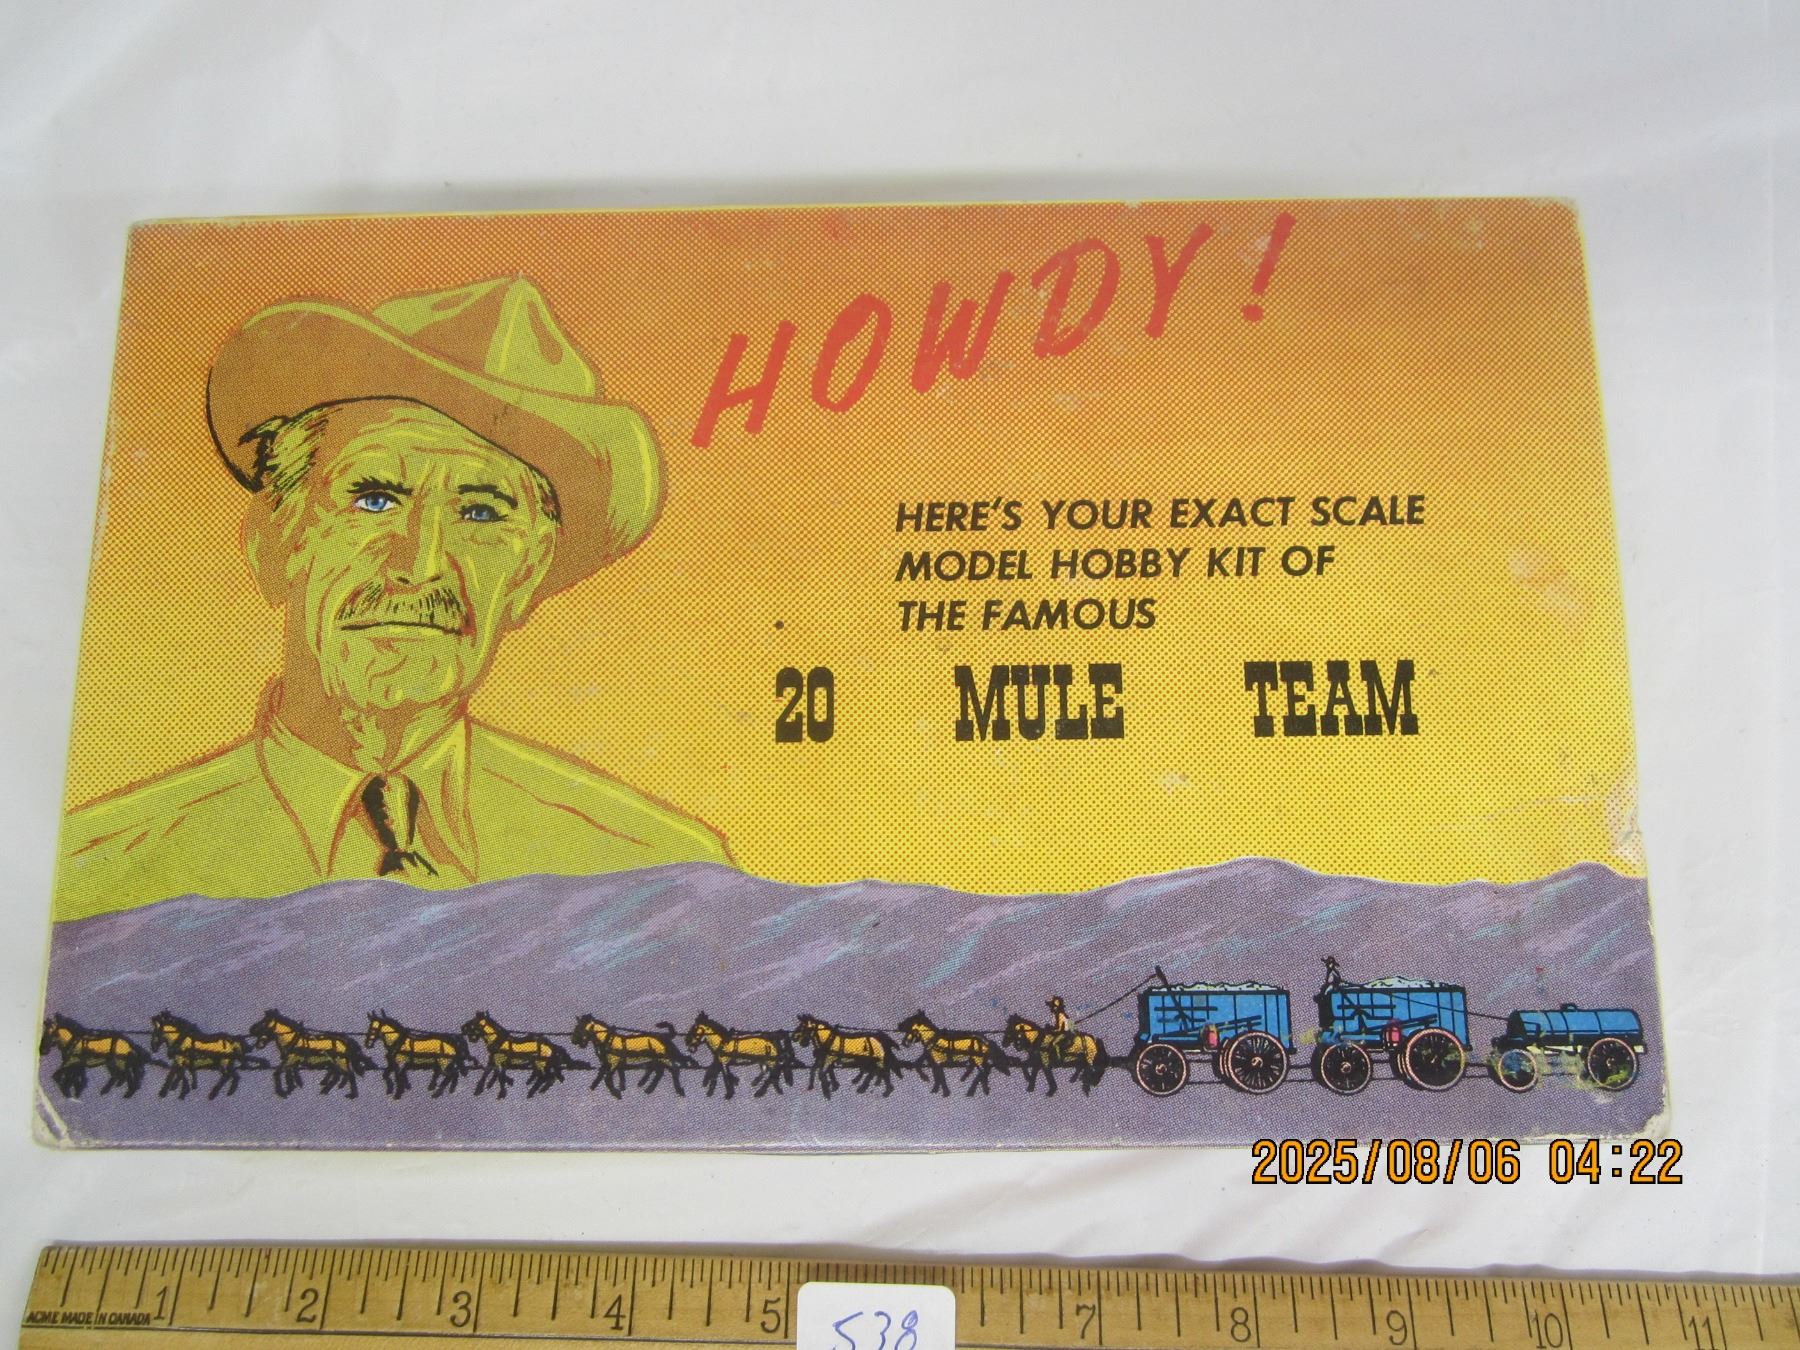 HOWDY!
HERE'S YOUR EXACT SCALE
MODEL HOBBY KIT OF
THE FAMOUS
20 MULE TEAM
2025/08/06 04:22
1 2 3 4 5 7 8 9 10 11
ACME MADE IN CANADA
538